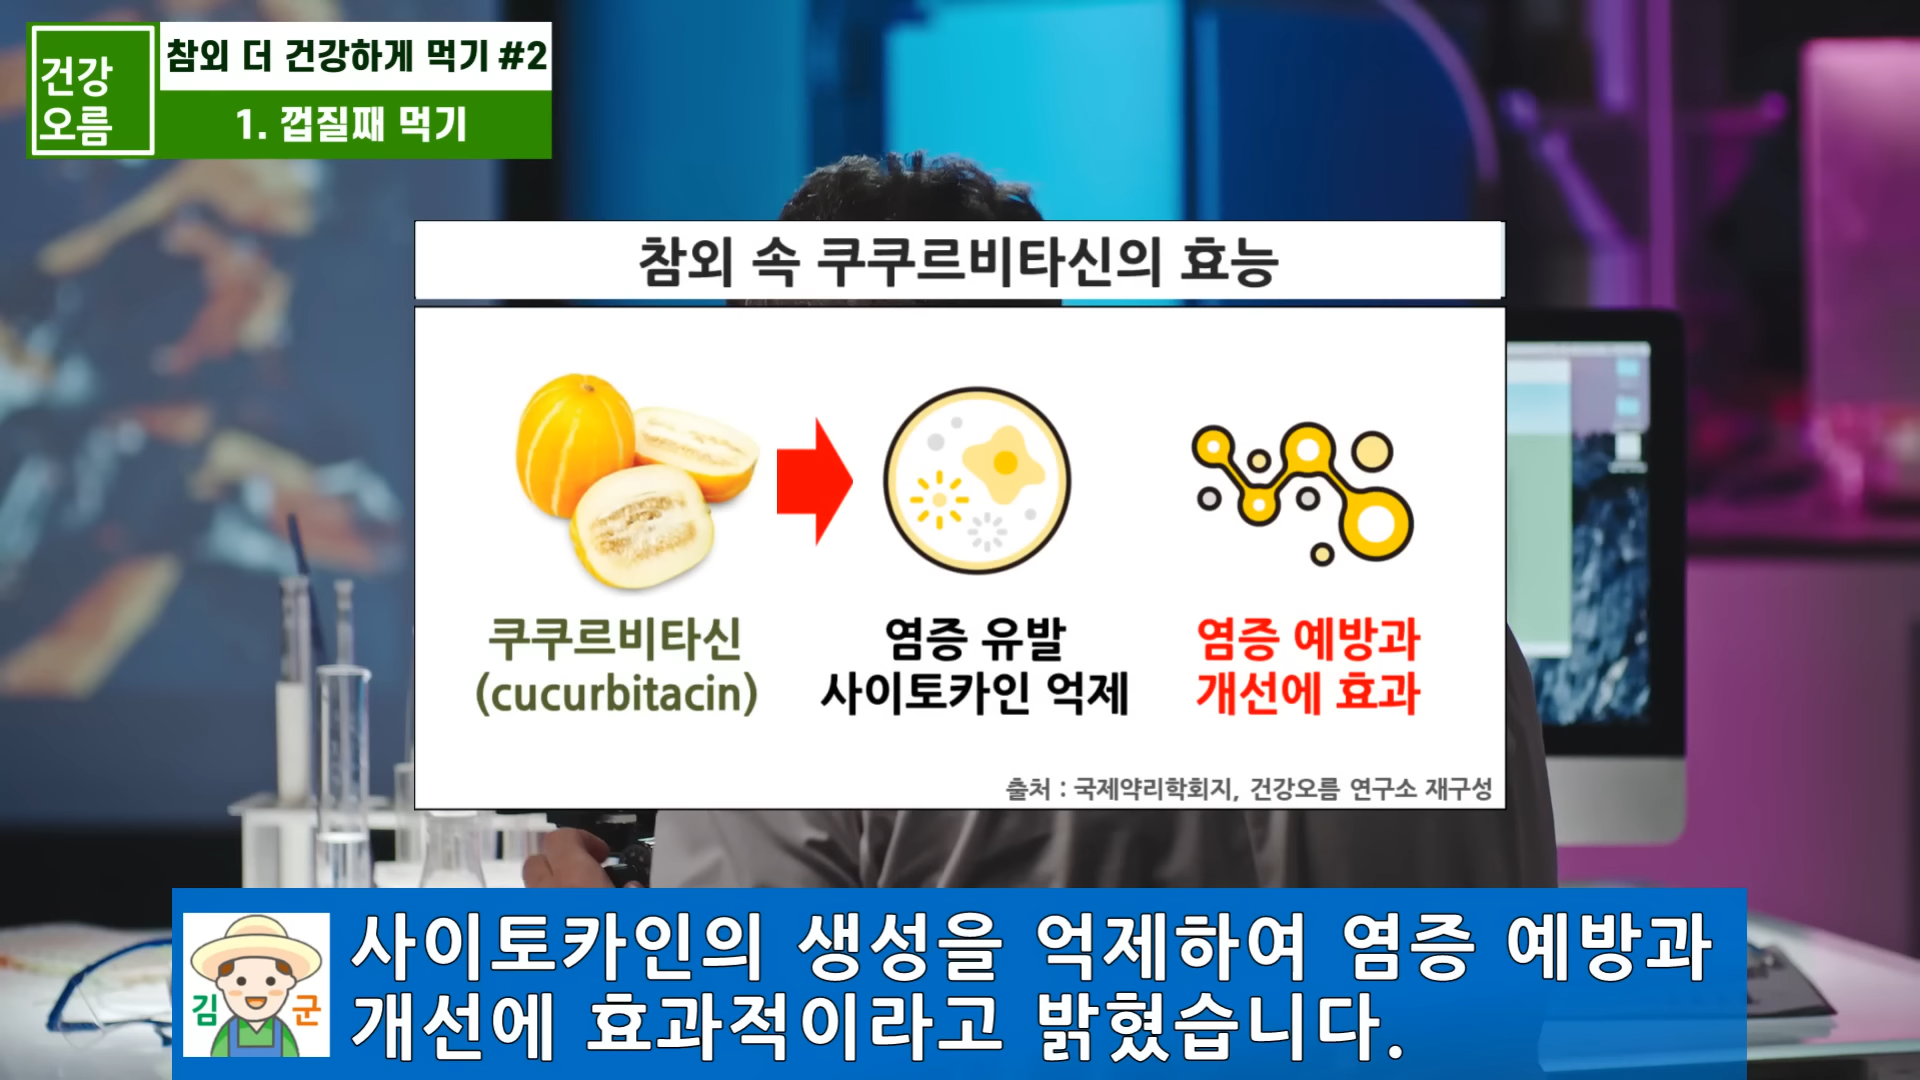 건강
오름
참외 더 건강하게 먹기 #2
1. 껍질째 먹기
참외 속 쿠쿠르비타신의 효능
쿠쿠르비타신
(cucurbitacin)
염증 유발
사이토카인 억제
염증 예방과
개선에 효과
출처 : 국제약리학회지, 건강오름 연구소 재구성
김 군
사이토카인의 생성을 억제하여 염증 예방과
개선에 효과적이라고 밝혔습니다.